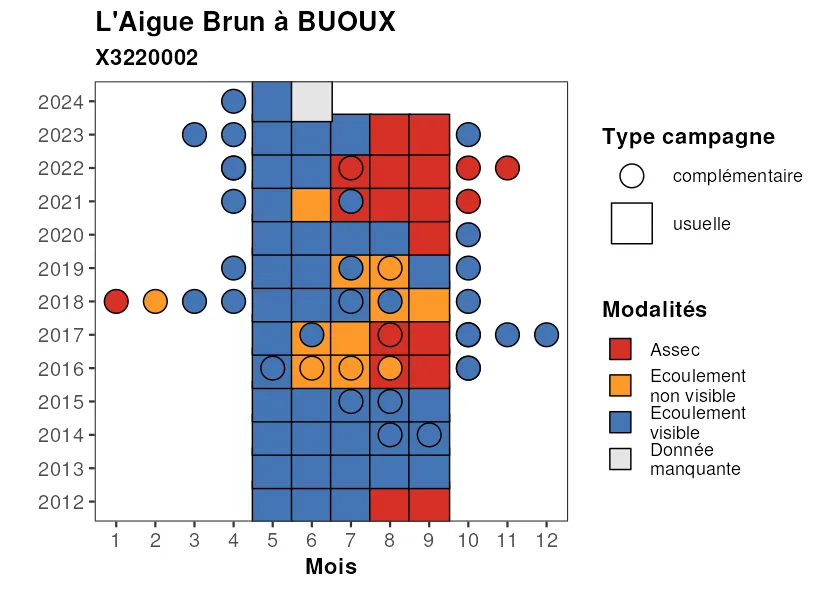 L'Aigue Brun à BUOUX
X3220002
2024
2023
2022
2021
2020
2019
2018
2017
2016
2015
2014
2013
2012
1 2 3 4 5 6 7 8 9 10 11 12
Mois
Type campagne
complémentaire
usuelle
Modalités
Assec
Ecoulement
non visible
Ecoulement
visible
Donnée
manquante